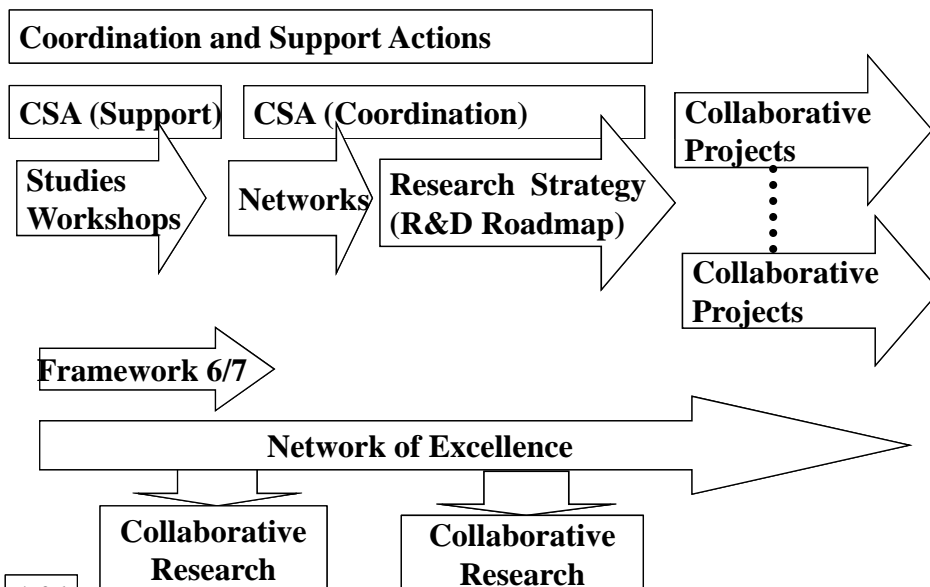 Coordination and Support Actions
CSA (Support)
CSA (Coordination)
Studies
Workshops
Networks
Research Strategy
(R&D Roadmap)
Collaborative
Projects
Collaborative
Projects
Framework 6/7
Network of Excellence
Collaborative
Research
Collaborative
Research